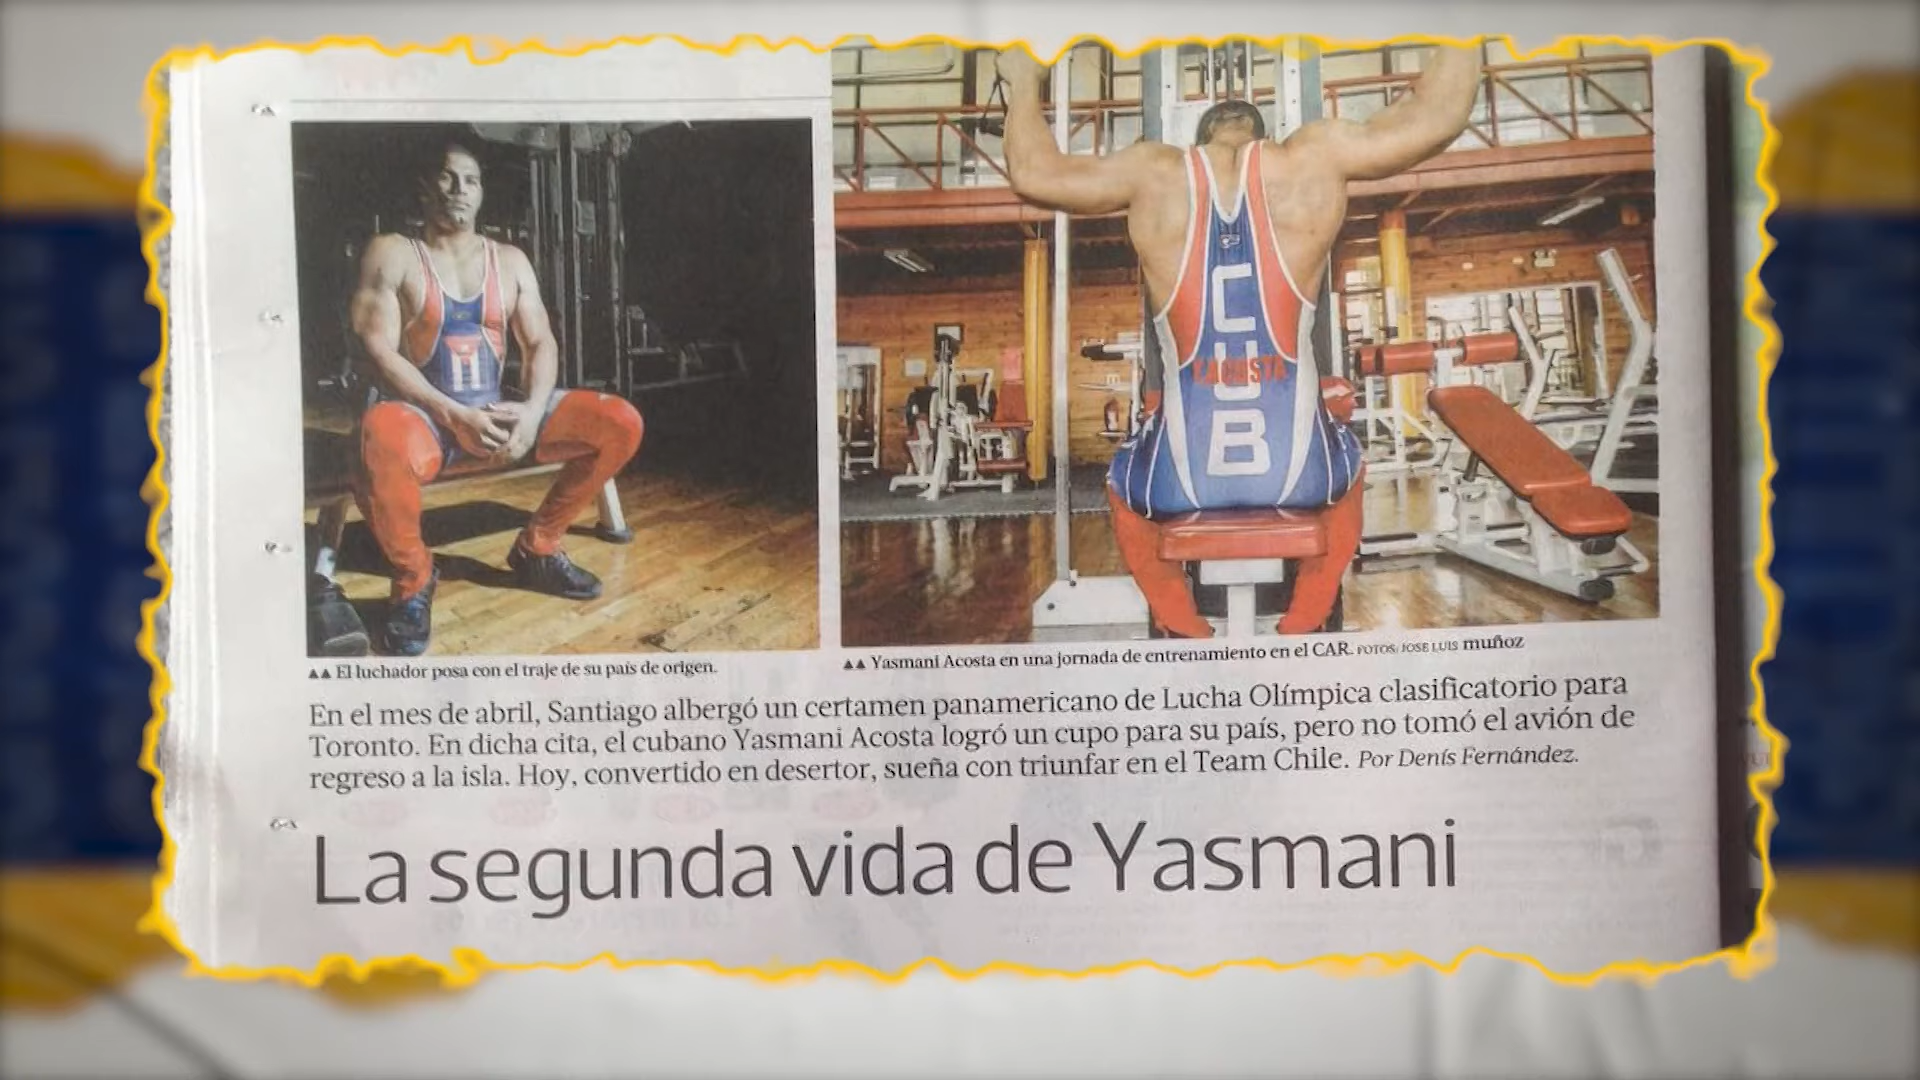 CUB
Y.ACOSTA
▲▲ El luchador posa con el traje de su país de origen.
▲▲ Yasmani Acosta en una jornada de entrenamiento en el CAR. FOTOS: JOSE LUIS muñoz
En el mes de abril, Santiago albergó un certamen panamericano de Lucha Olímpica clasificatorio para
Toronto. En dicha cita, el cubano Yasmani Acosta logró un cupo para su país, pero no tomó el avión de
regreso a la isla. Hoy, convertido en desertor, sueña con triunfar en el Team Chile. Por Denís Fernández.
La segunda vida de Yasmani